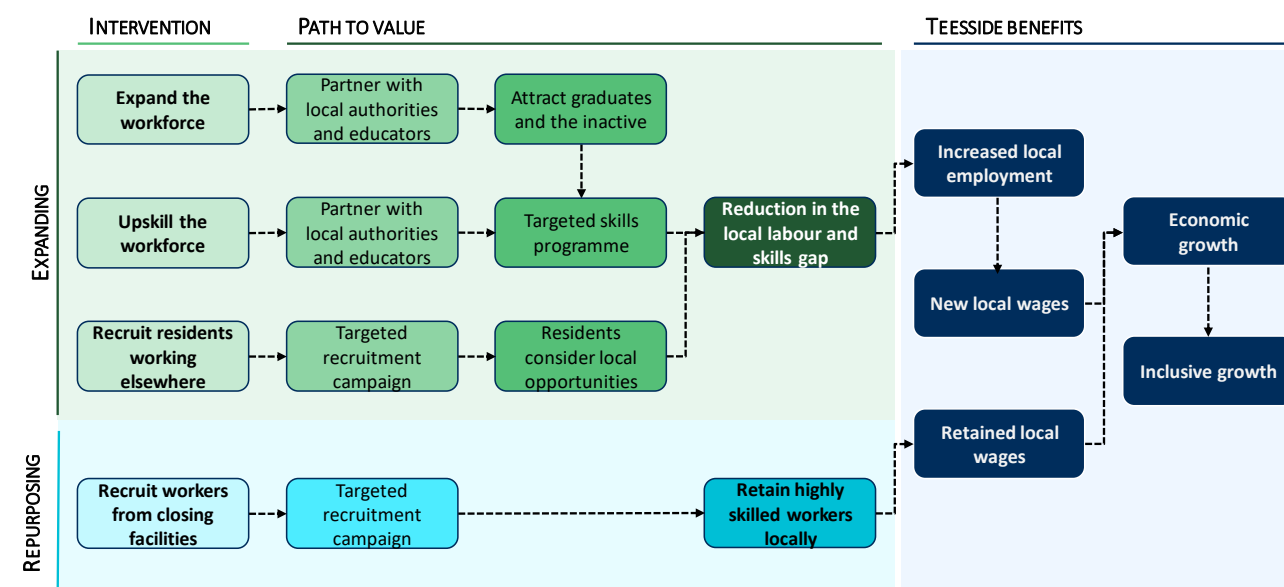 INTERVENTION
PATH TO VALUE
TEESSIDE BENEFITS
EXPANDING
Expand the
workforce
Partner with
local authorities
and educators
Attract graduates
and the inactive
Upskill the
workforce
Partner with
local authorities
and educators
Targeted skills
programme
Reduction in the
local labour and
skills gap
Recruit residents
working
elsewhere
Targeted
recruitment
campaign
Residents
consider local
opportunities
Increased local
employment
New local wages
Economic
growth
Inclusive growth
Retained local
wages
REPURPOSING
Recruit workers
from closing
facilities
Targeted
recruitment
campaign
Retain highly
skilled workers
locally